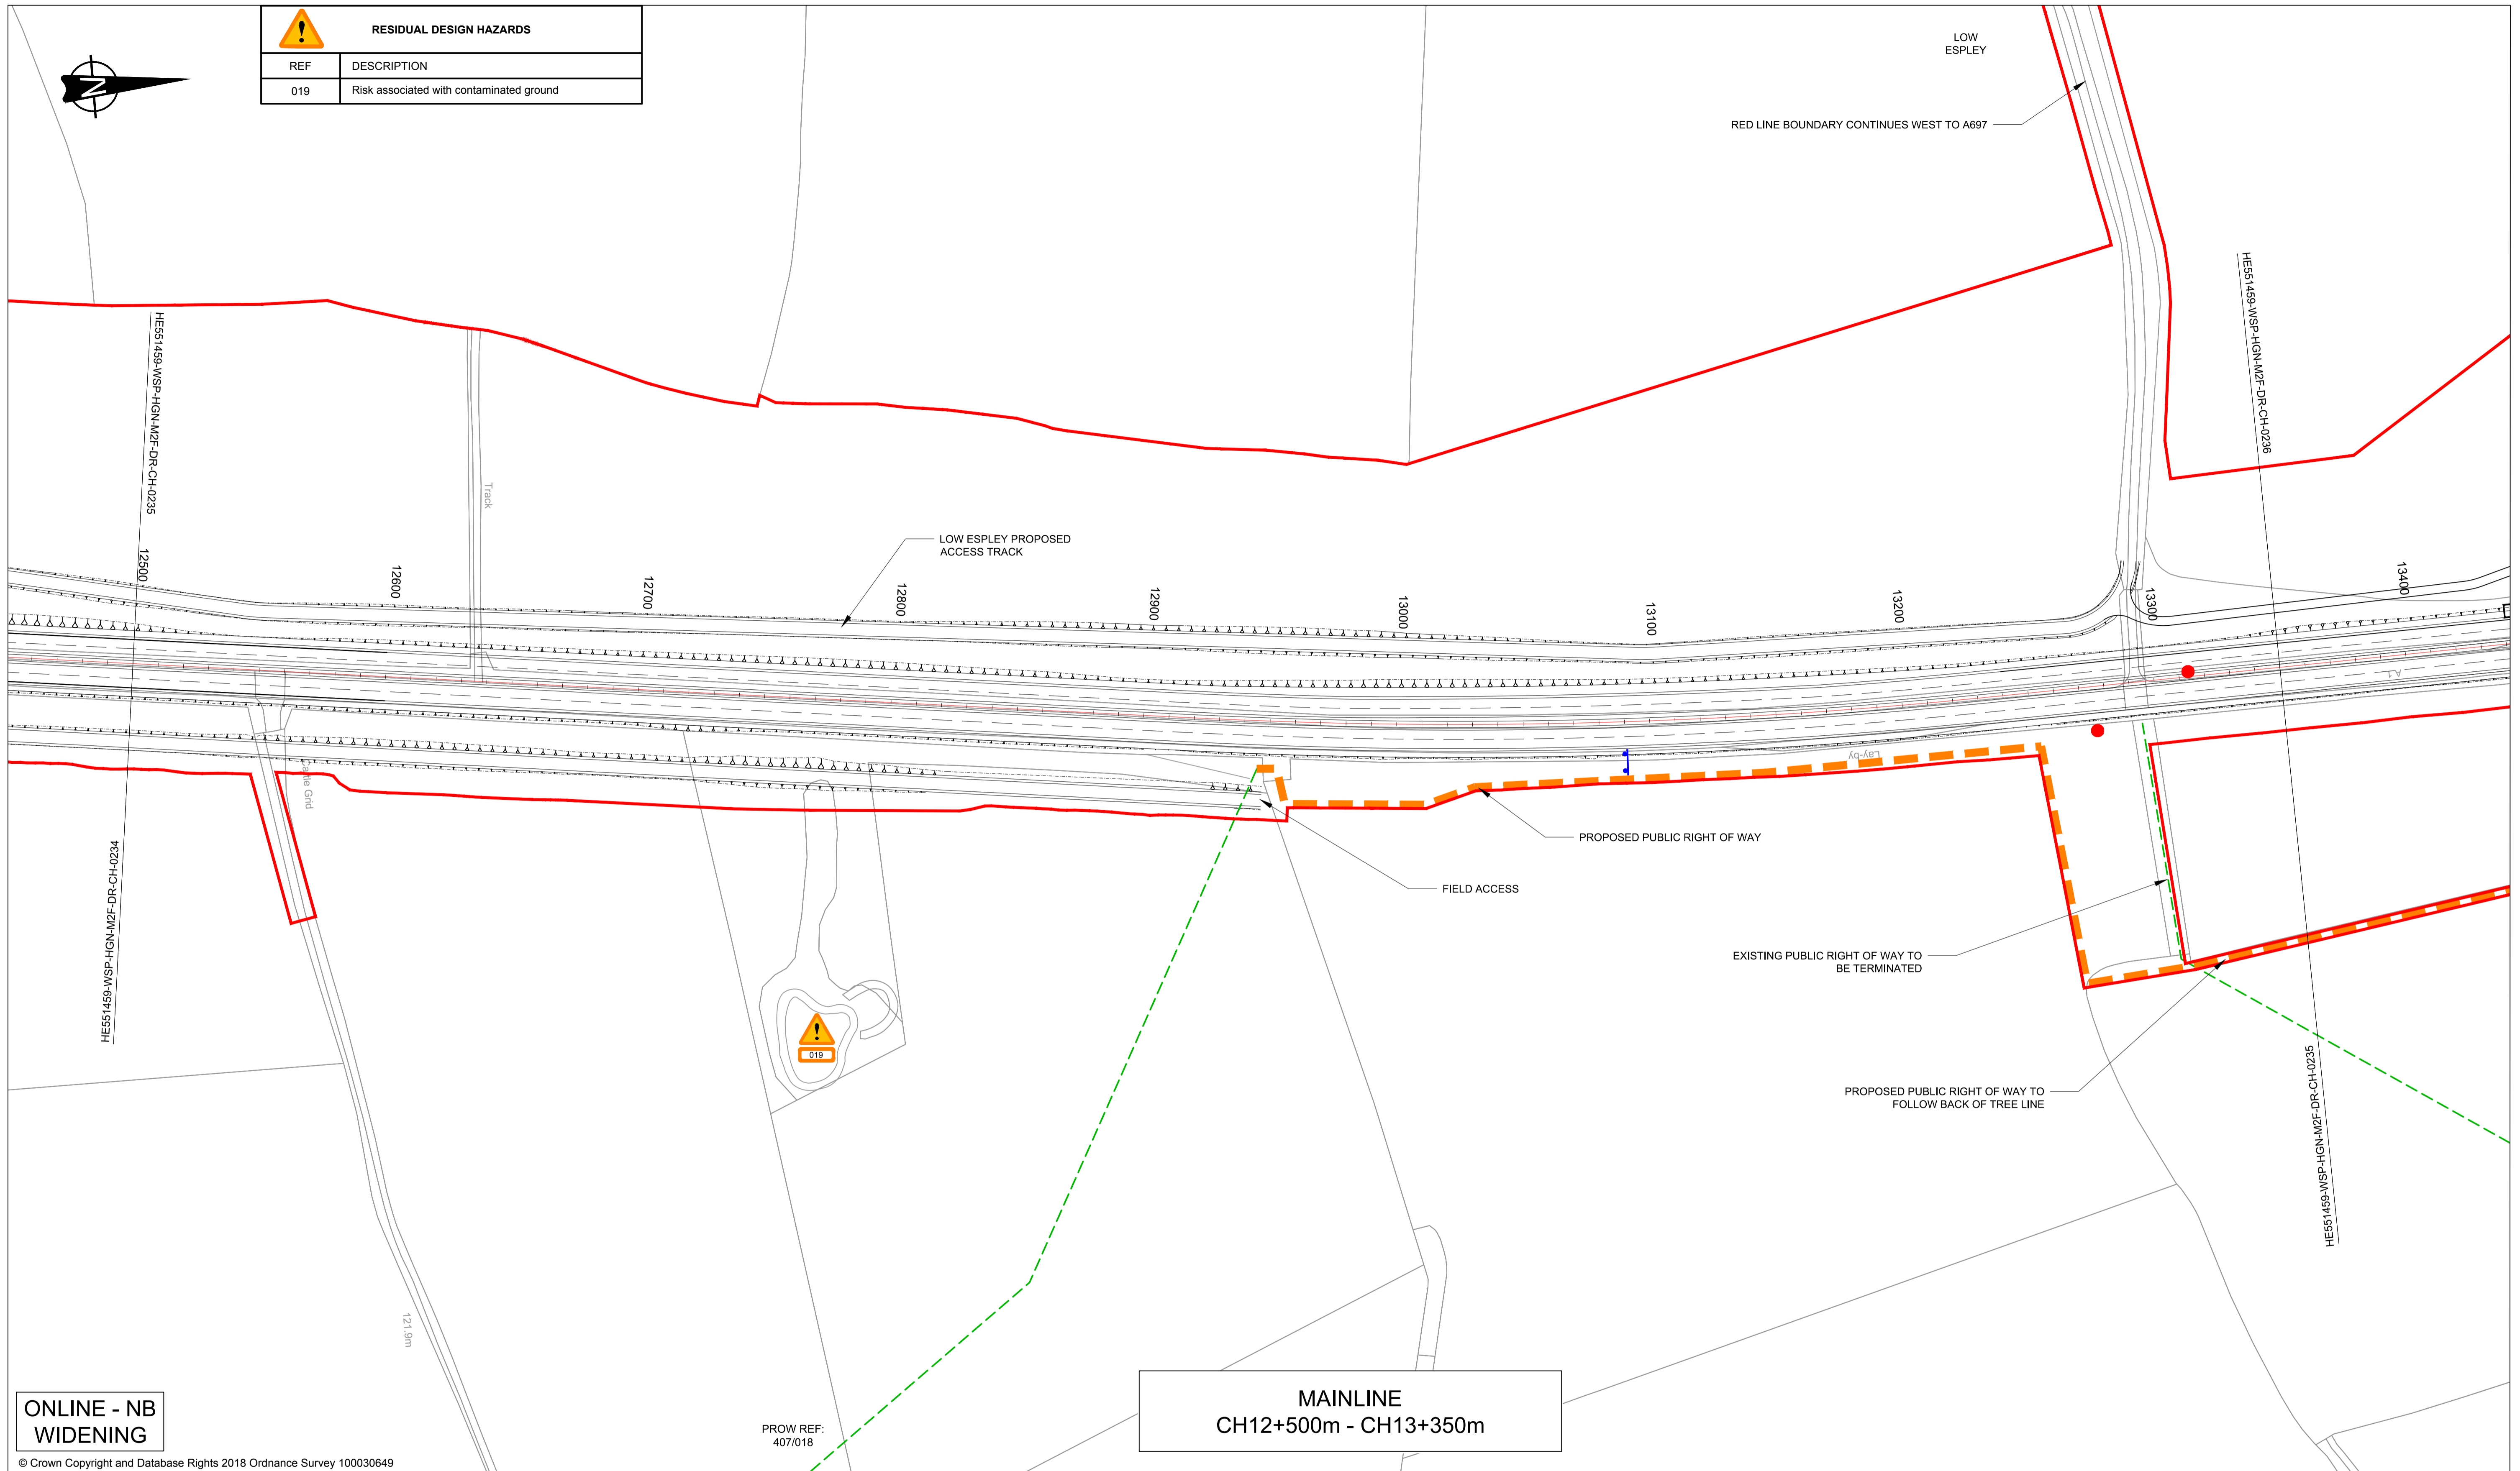 RESIDUAL DESIGN HAZARDS
REF DESCRIPTION
019 Risk associated with contaminated ground
N
LOW
ESPLEY
RED LINE BOUNDARY CONTINUES WEST TO A697
HE551459-WSP-HGN-M2F-DR-CH-0235
HE551459-WSP-HGN-M2F-DR-CH-0236
Track
LOW ESPLEY PROPOSED
ACCESS TRACK
12500
12600
12700
12800
12900
13000
13100
13200
13300
13400
A1
Lay-by
Grid
PROPOSED PUBLIC RIGHT OF WAY
FIELD ACCESS
HE551459-WSP-HGN-M2F-DR-CH-0234
EXISTING PUBLIC RIGHT OF WAY TO
BE TERMINATED
019
PROPOSED PUBLIC RIGHT OF WAY TO
FOLLOW BACK OF TREE LINE
HE551459-WSP-HGN-M2F-DR-CH-0235
121.9m
ONLINE - NB
WIDENING
PROW REF:
407/018
MAINLINE
CH12+500m - CH13+350m
© Crown Copyright and Database Rights 2018 Ordnance Survey 100030649